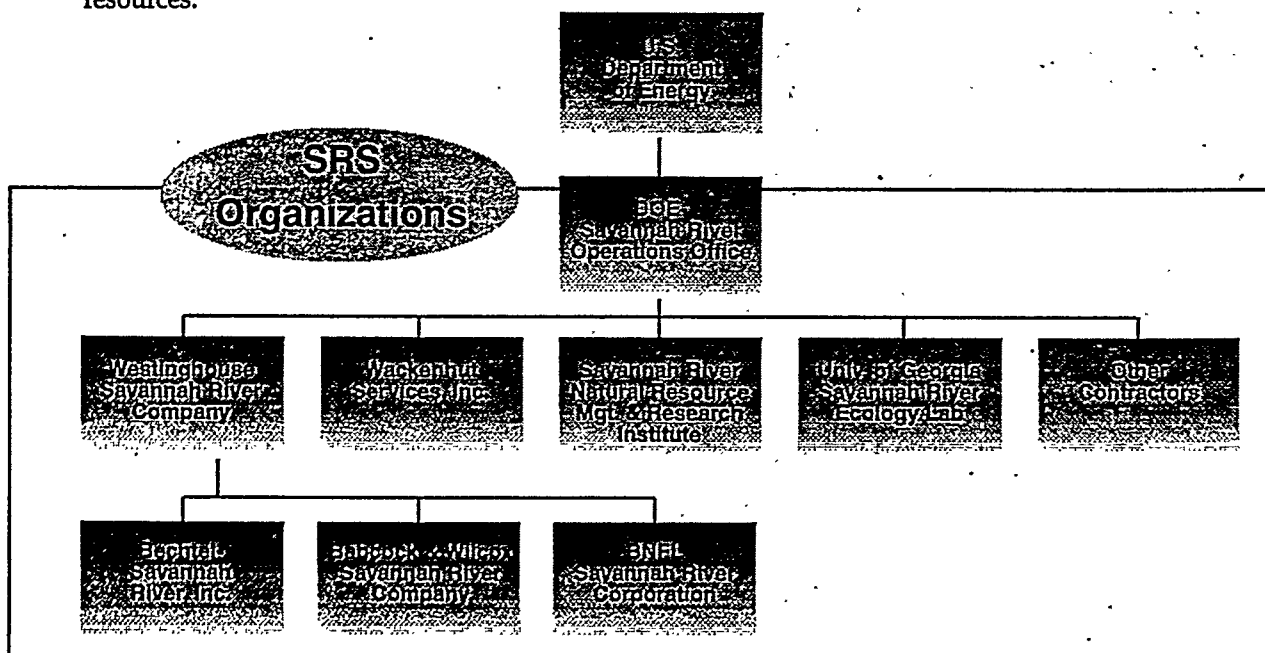 resources.
U.S.
Department
of Energy
SRS
Organizations
DOE
Savannah River
Operations Office
Westinghouse
Savannah River
Company
Wackenhut
Services Inc.
Savannah River
Natural Resource
Mgt. & Research
Institute
Univ. of Georgia
Savannah River
Ecology Lab
Other
Contractors
Bechtel
Savannah
River, Inc.
Babcock & Wilcox
Savannah River
Company
BNFL
Savannah River
Corporation